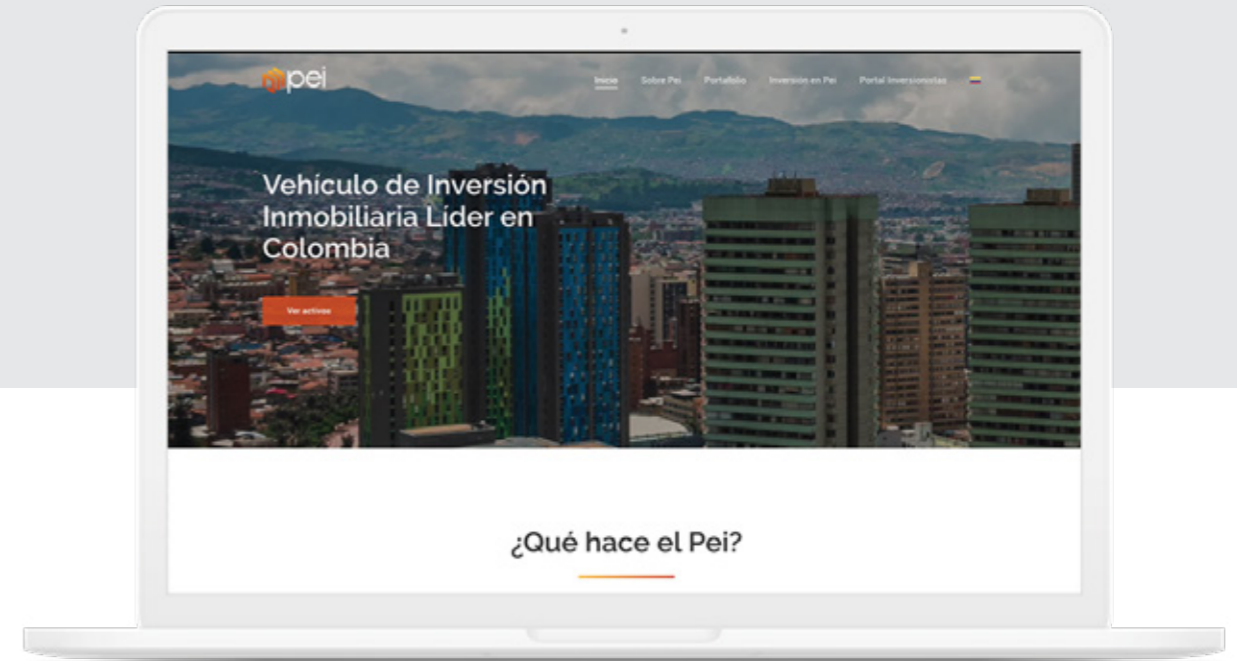 pei
Inicio
Sobre Pei
Portafolio
Inversión en Pei
Portal Inversionistas
Vehículo de Inversión
Inmobiliaria Líder en
Colombia
Ver activos
¿Qué hace el Pei?